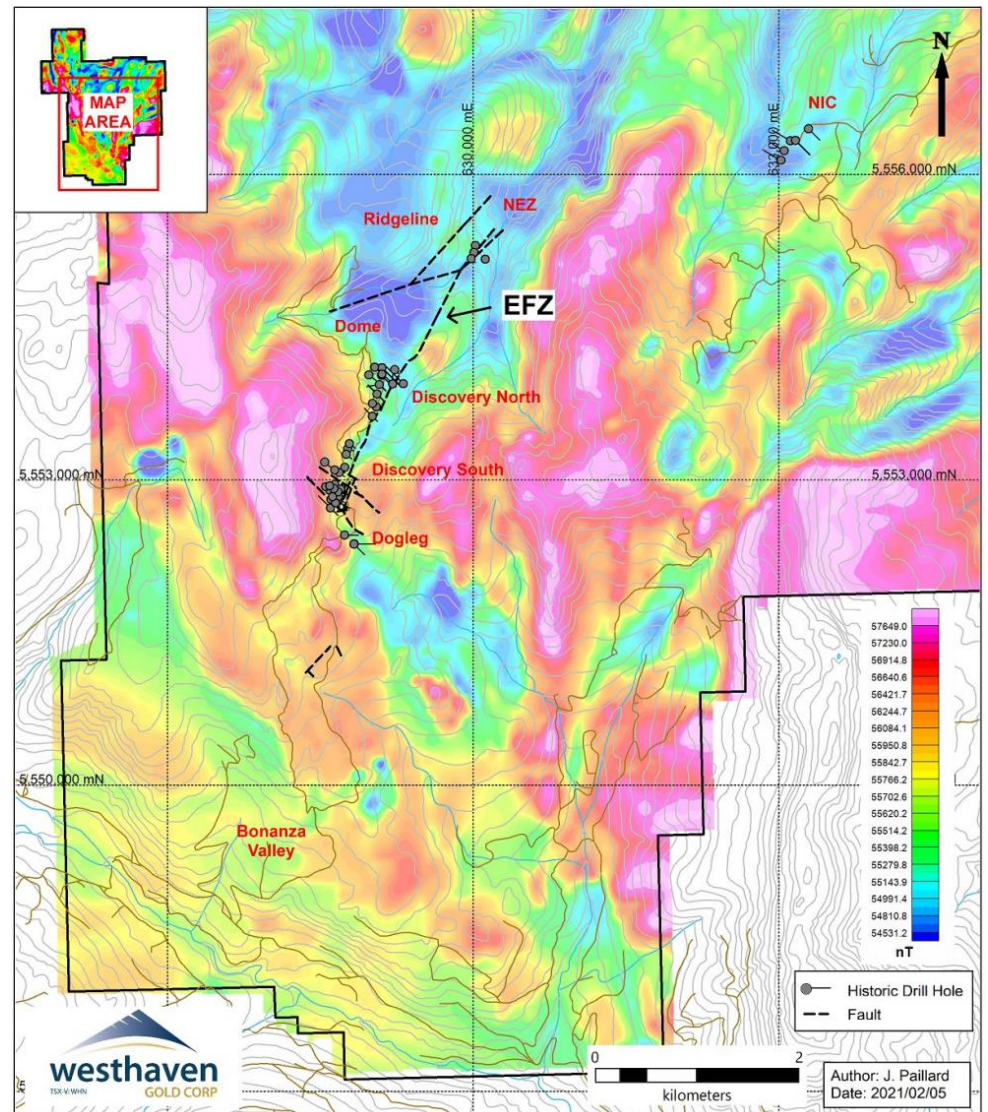 MAP
AREA
N
NIC
630,000 mE
mE
5,556,000 mN
Ridgeline
NEZ
EFZ
Dome
Discovery North
Discovery South
5,553,000 mN
5,553,000 mN
Dogleg
57649.0
57230.0
56914.8
56640.6
56421.7
56244.7
56084.1
55950.8
55842.7
55766.2
55702.6
55620.2
55514.2
55398.2
55279.8
55143.9
54991.4
54810.8
54531.2
nT
5,550,000 mN
Bonanza
Valley
Historic Drill Hole
Fault
westhaven
TSX-V: WHN
GOLD CORP
0
2
kilometers
Author: J. Paillard
Date: 2021/02/05